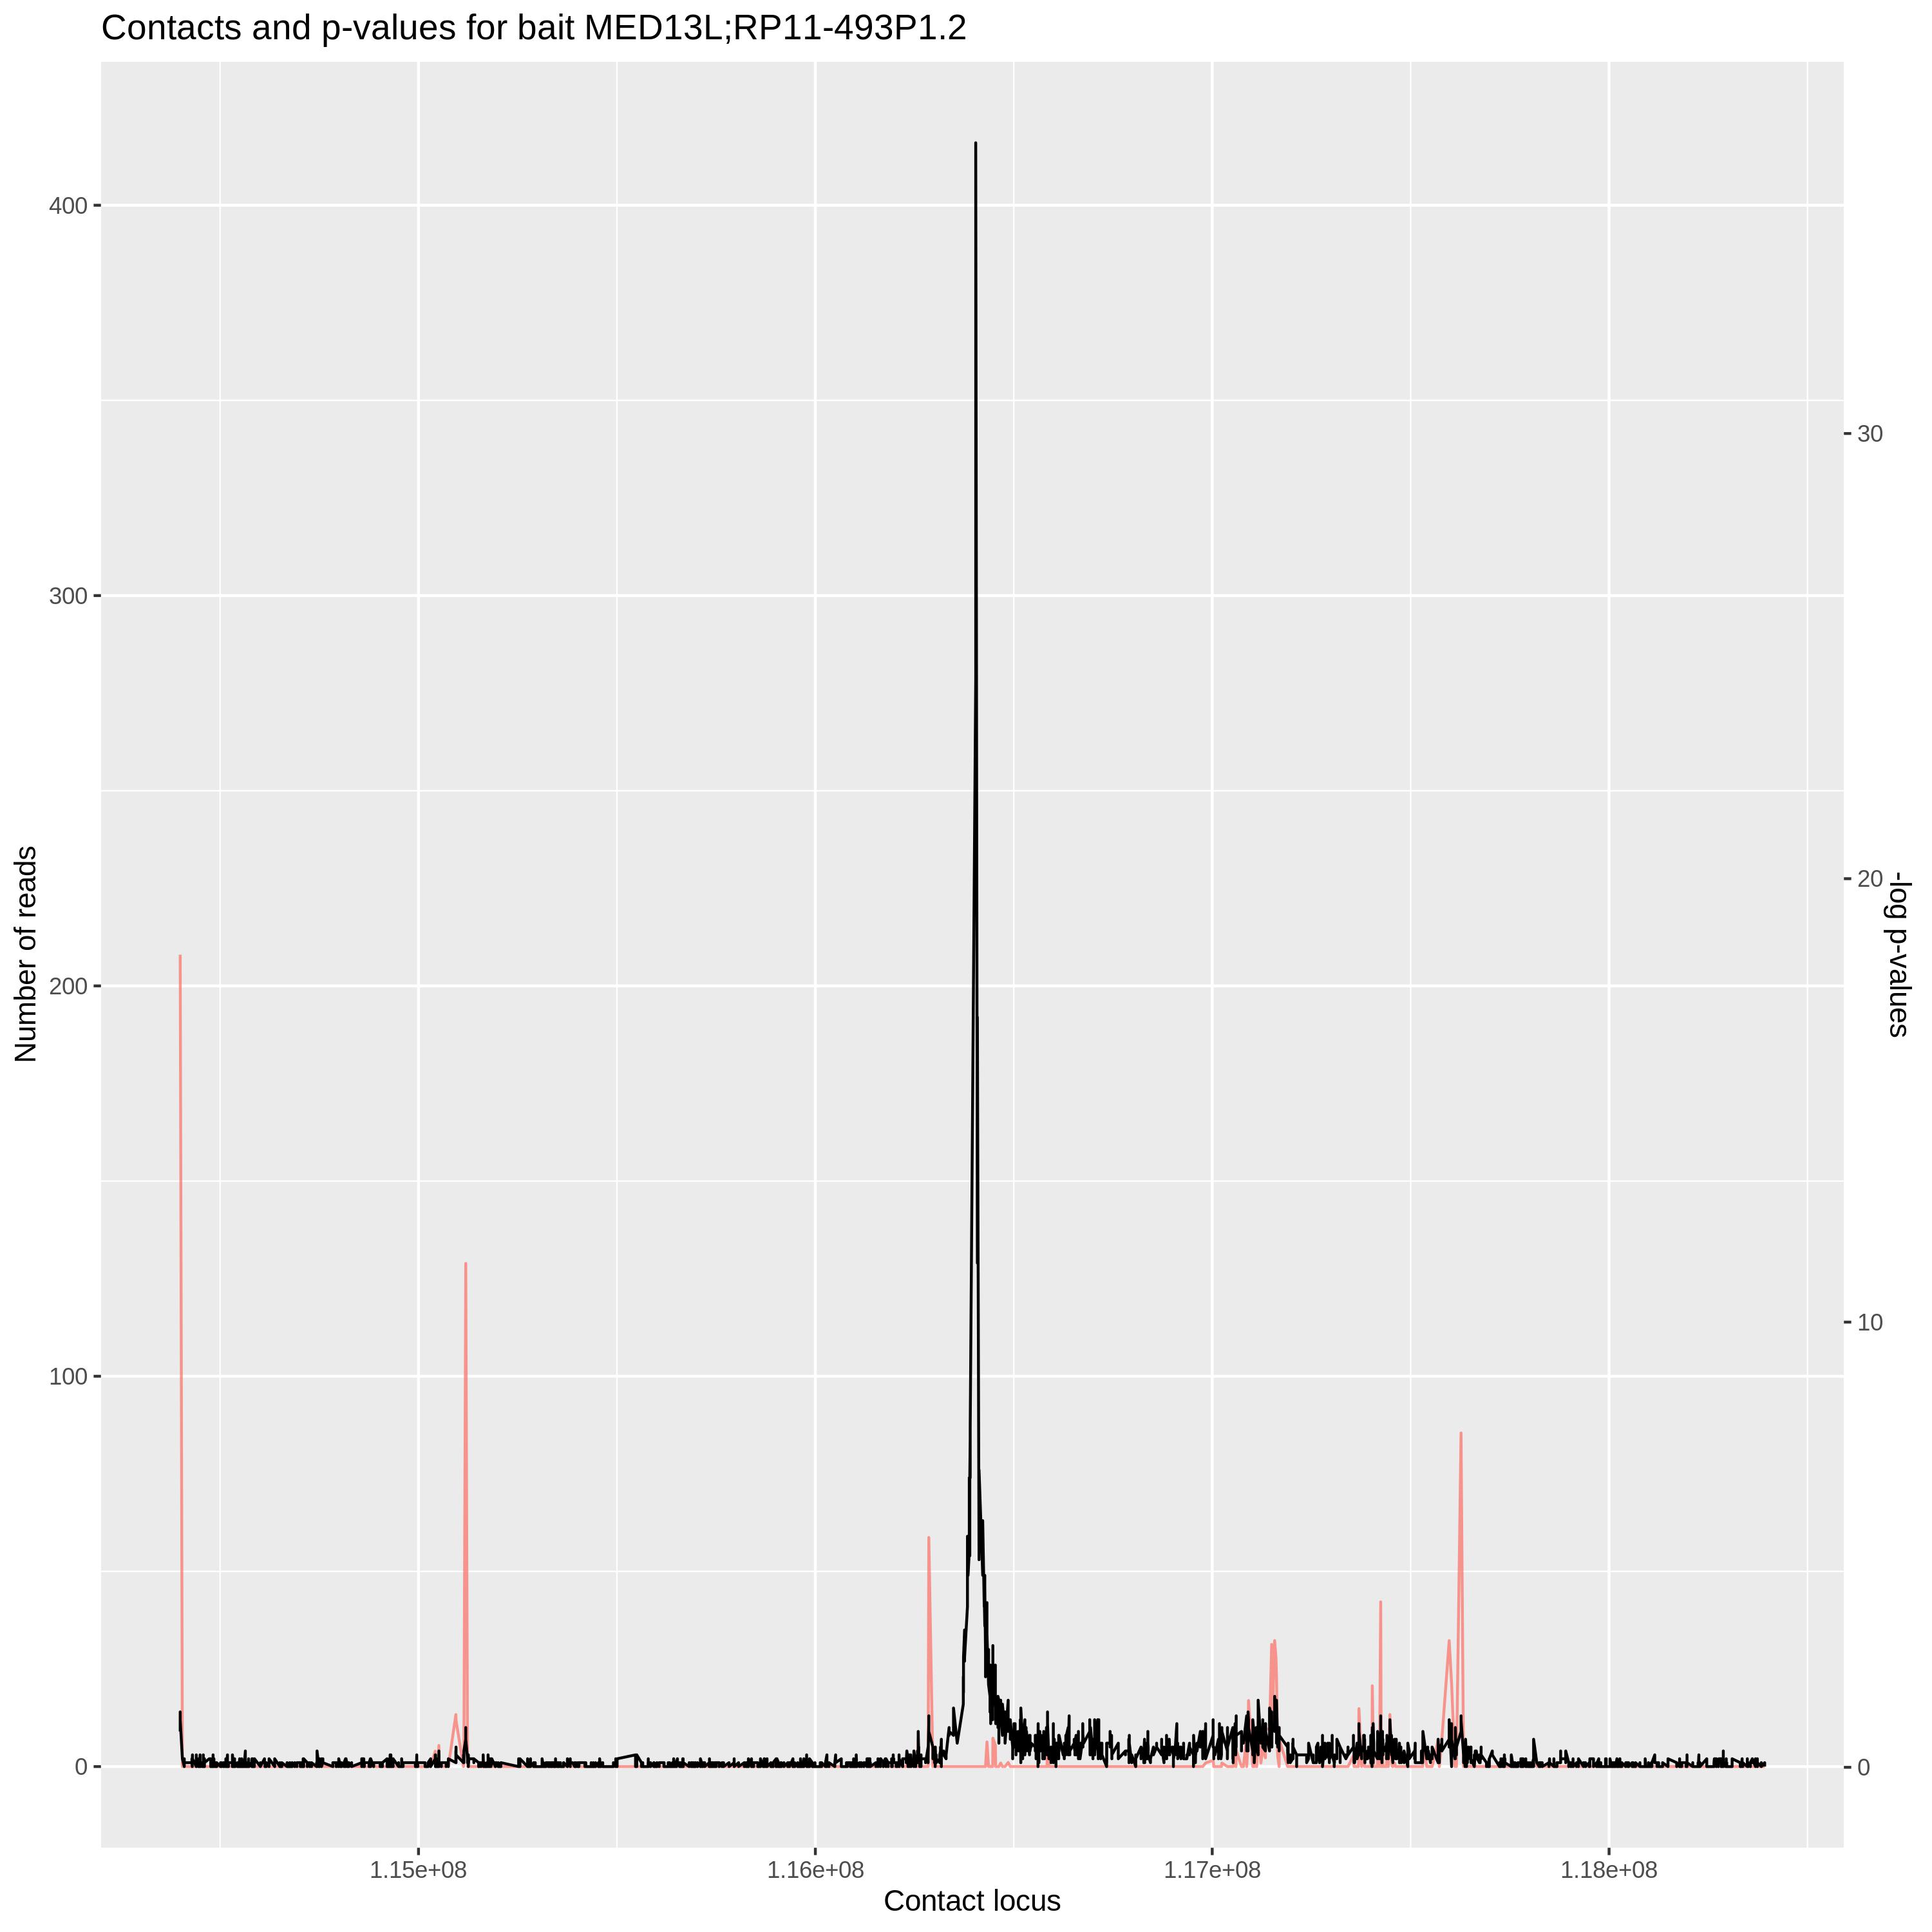 Contacts and p-values for bait MED13L;RP11-493P1.2
400
300
200
100
0
30
20
10
0
Number of reads
-log p-values
1.15e+08
1.16e+08
1.17e+08
1.18e+08
Contact locus